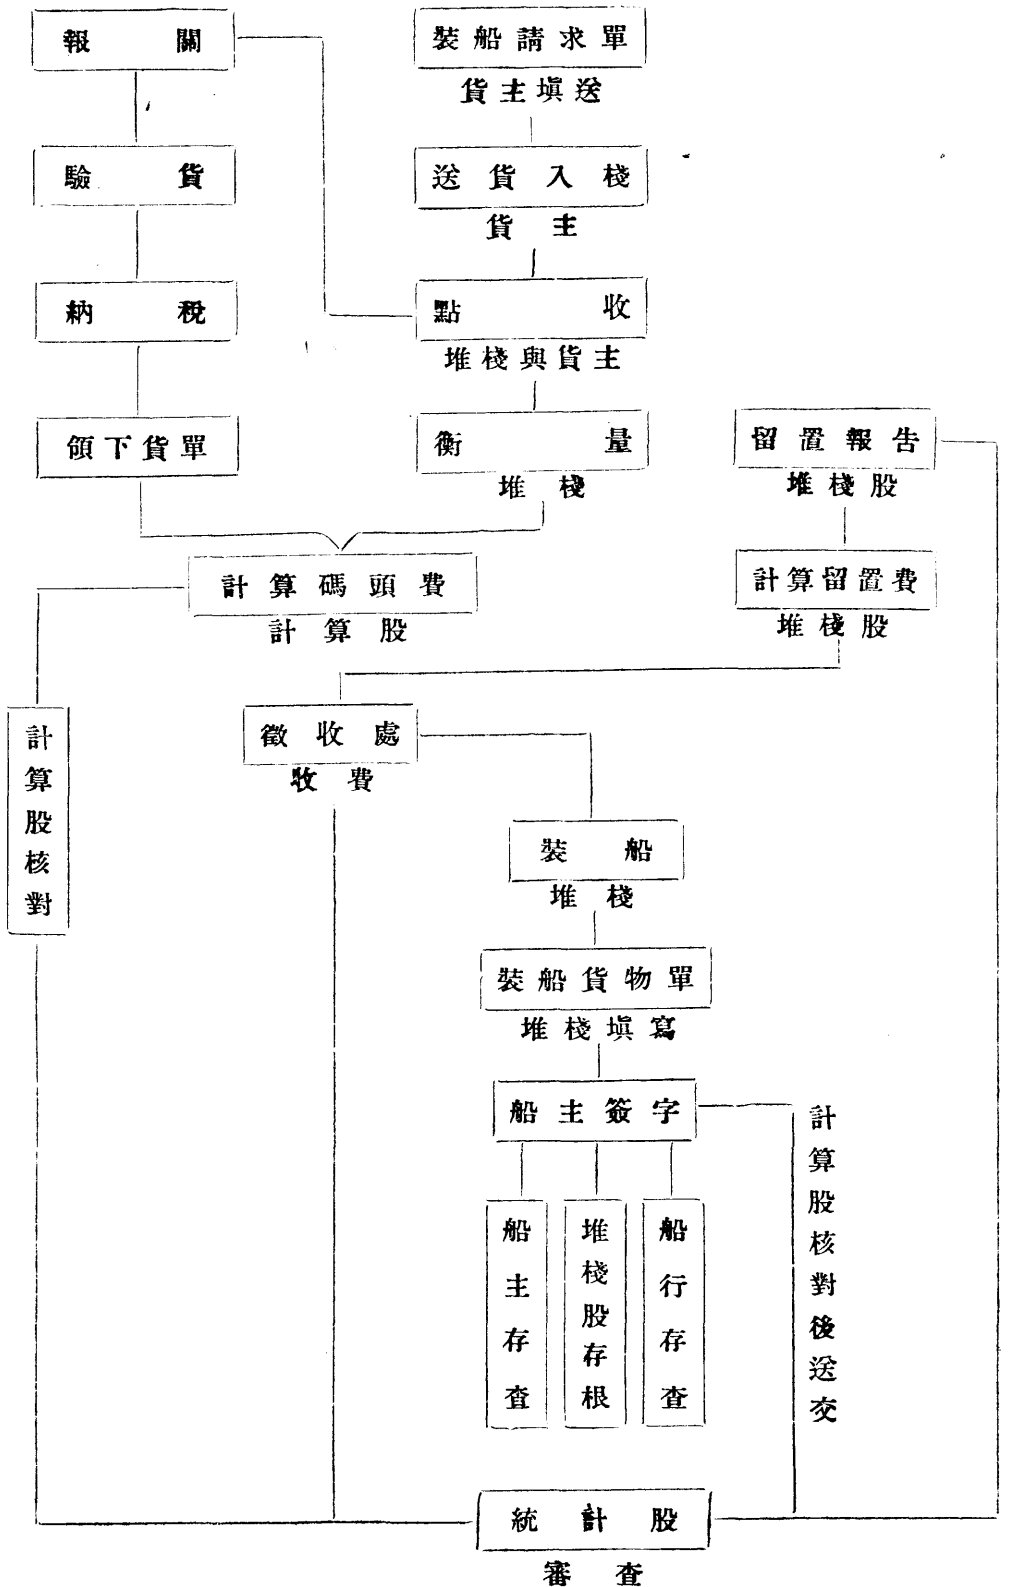 報關
裝船請求單
貨主塡送
驗貨
送貨入棧
貨主
納稅
點收
堆棧與貨主
領下貨單
衡量
堆棧
留置報告
堆棧股
計算碼頭費
計算股
計算留置費
堆棧股
計算股核對
徵收處
收費
裝船
堆棧
裝船貨物單
堆棧塡寫
船主簽字
計算股核對後送交
船主存查
堆棧股存根
船行存查
統計股
審查